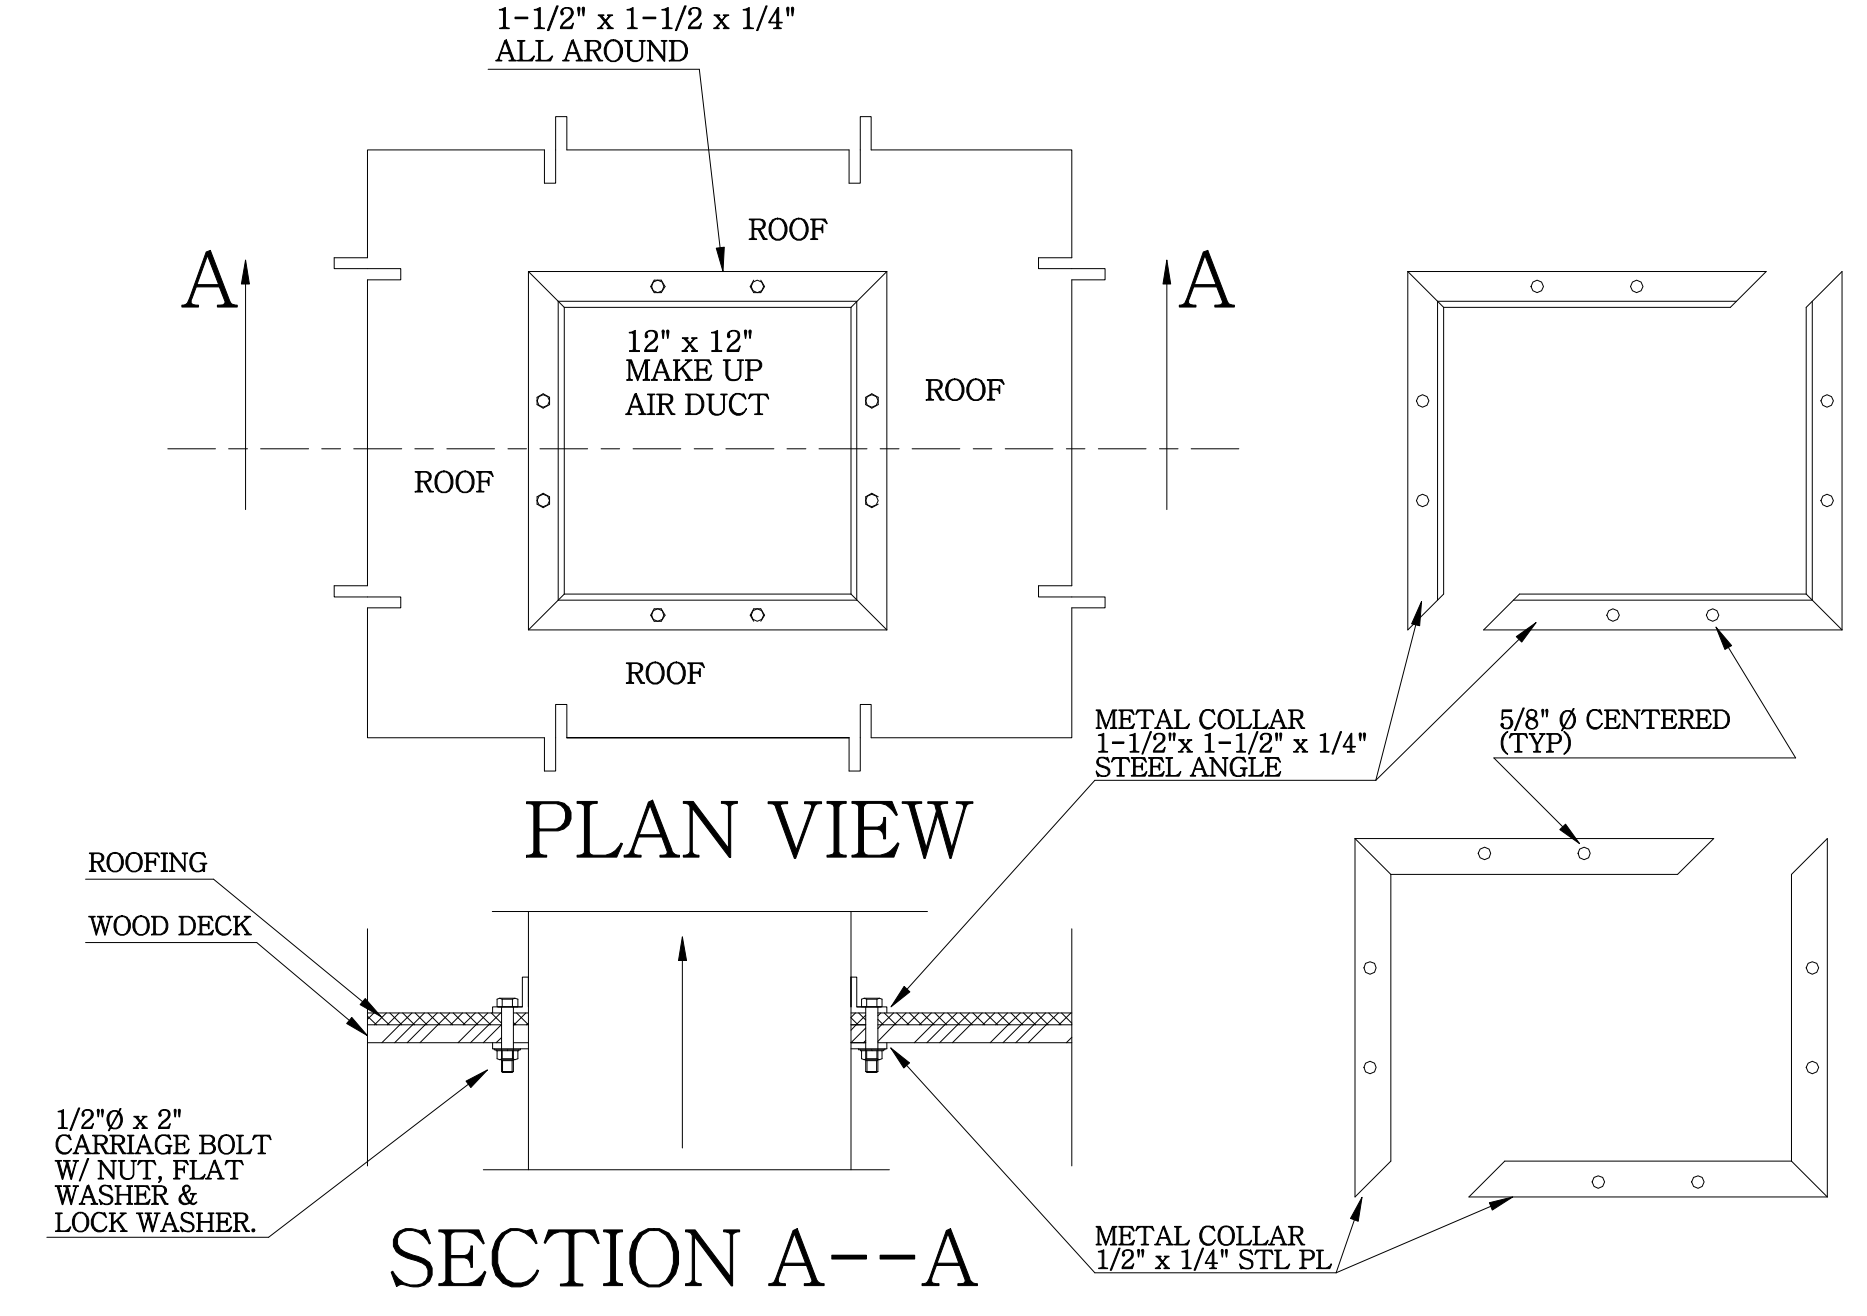 1-1/2" x 1-1/2 x 1/4"
ALL AROUND
ROOF
A
A
12" x 12"
MAKE UP
AIR DUCT
ROOF
ROOF
ROOF
METAL COLLAR
1-1/2"x 1-1/2" x 1/4"
STEEL ANGLE
5/8" Ø CENTERED
(TYP)
PLAN VIEW
ROOFING
WOOD DECK
1/2"Ø x 2"
CARRIAGE BOLT
W/ NUT, FLAT
WASHER &
LOCK WASHER.
METAL COLLAR
1/2" x 1/4" STL PL
SECTION A--A